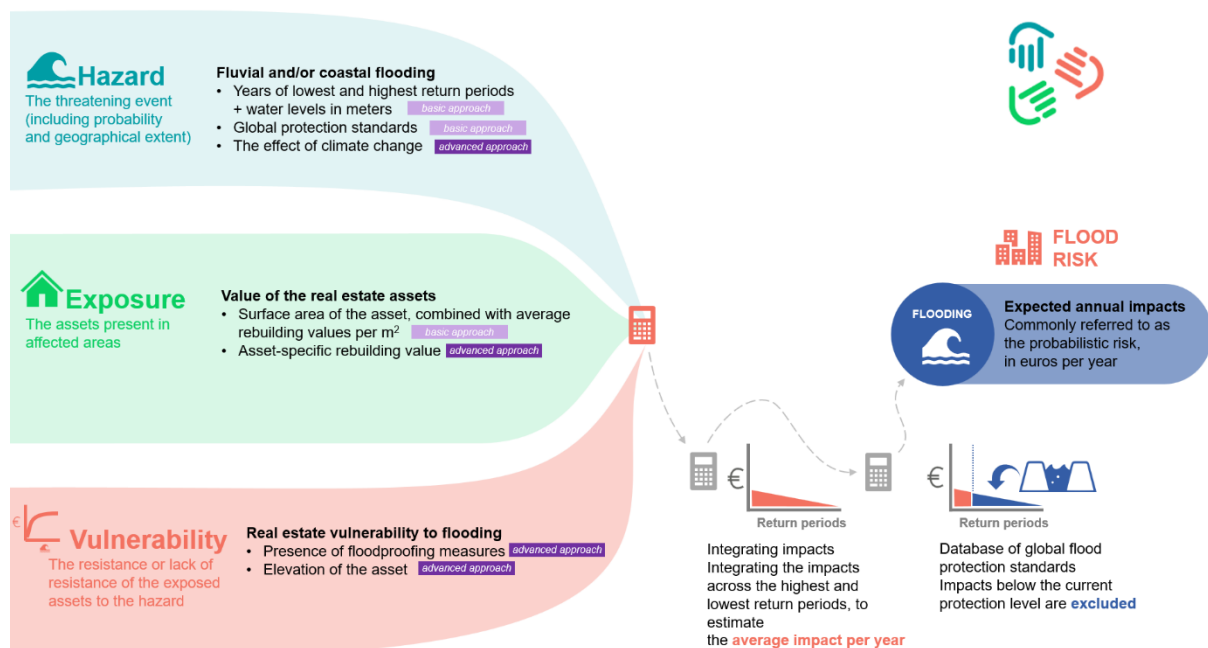 Hazard
The threatening event
(including probability
and geographical extent)
Fluvial and/or coastal flooding
• Years of lowest and highest return periods
+ water levels in meters basic approach
• Global protection standards basic approach
• The effect of climate change advanced approach
Exposure
The assets present in
affected areas
Value of the real estate assets
• Surface area of the asset, combined with average
rebuilding values per m² basic approach
• Asset-specific rebuilding value advanced approach
€
Vulnerability
The resistance or lack of
resistance of the exposed
assets to the hazard
Real estate vulnerability to flooding
• Presence of floodproofing measures advanced approach
• Elevation of the asset advanced approach
FLOOD
RISK
FLOODING
Expected annual impacts
Commonly referred to as
the probabilistic risk,
in euros per year
€
Return periods
Integrating impacts
Integrating the impacts
across the highest and
lowest return periods, to
estimate
the average impact per year
€
Return periods
Database of global flood
protection standards
Impacts below the current
protection level are excluded